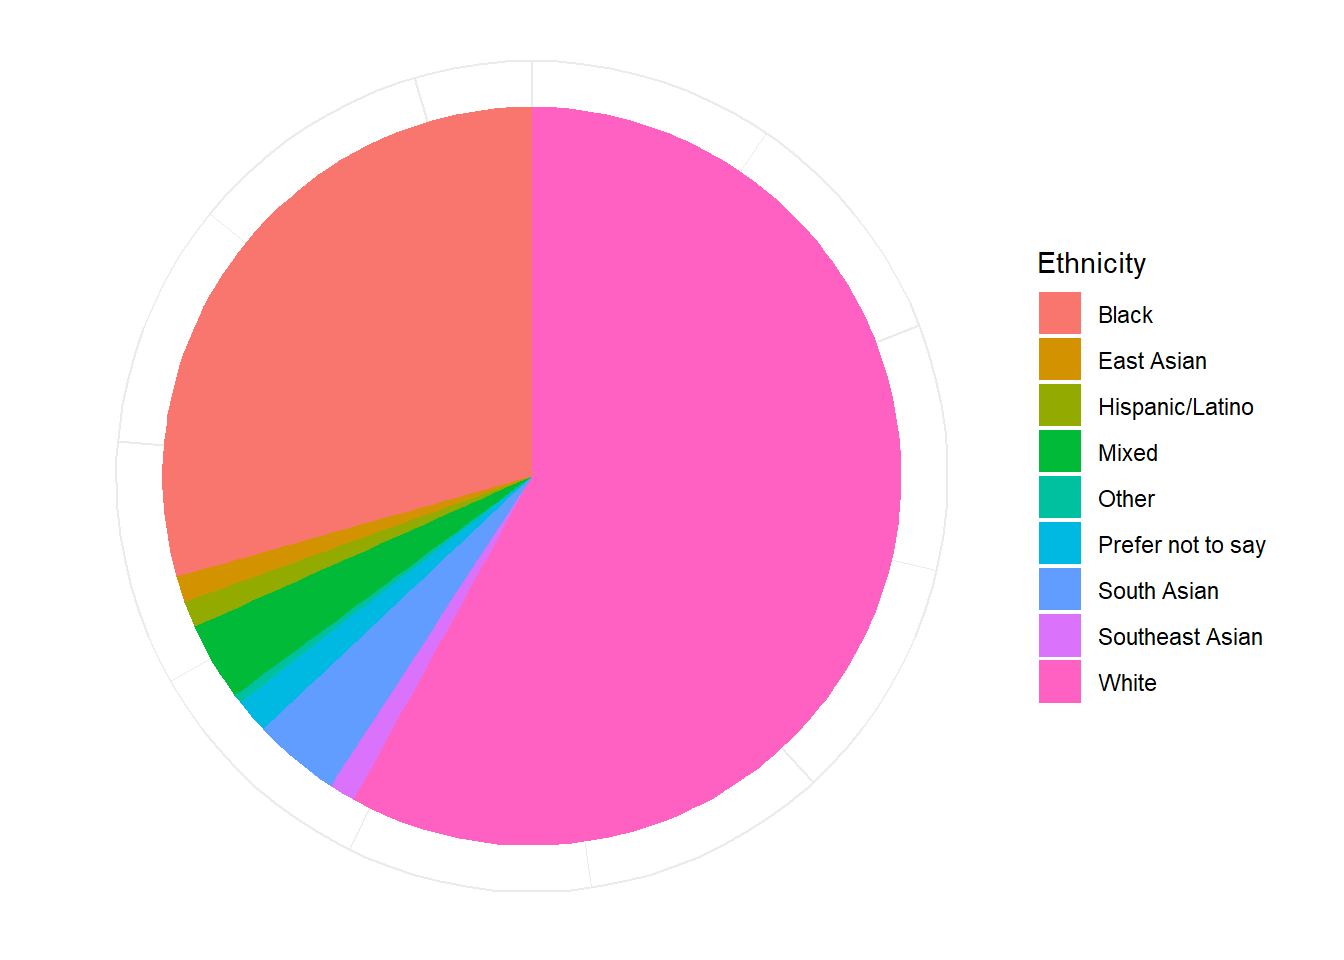 Ethnicity
Black
East Asian
Hispanic/Latino
Mixed
Other
Prefer not to say
South Asian
Southeast Asian
White